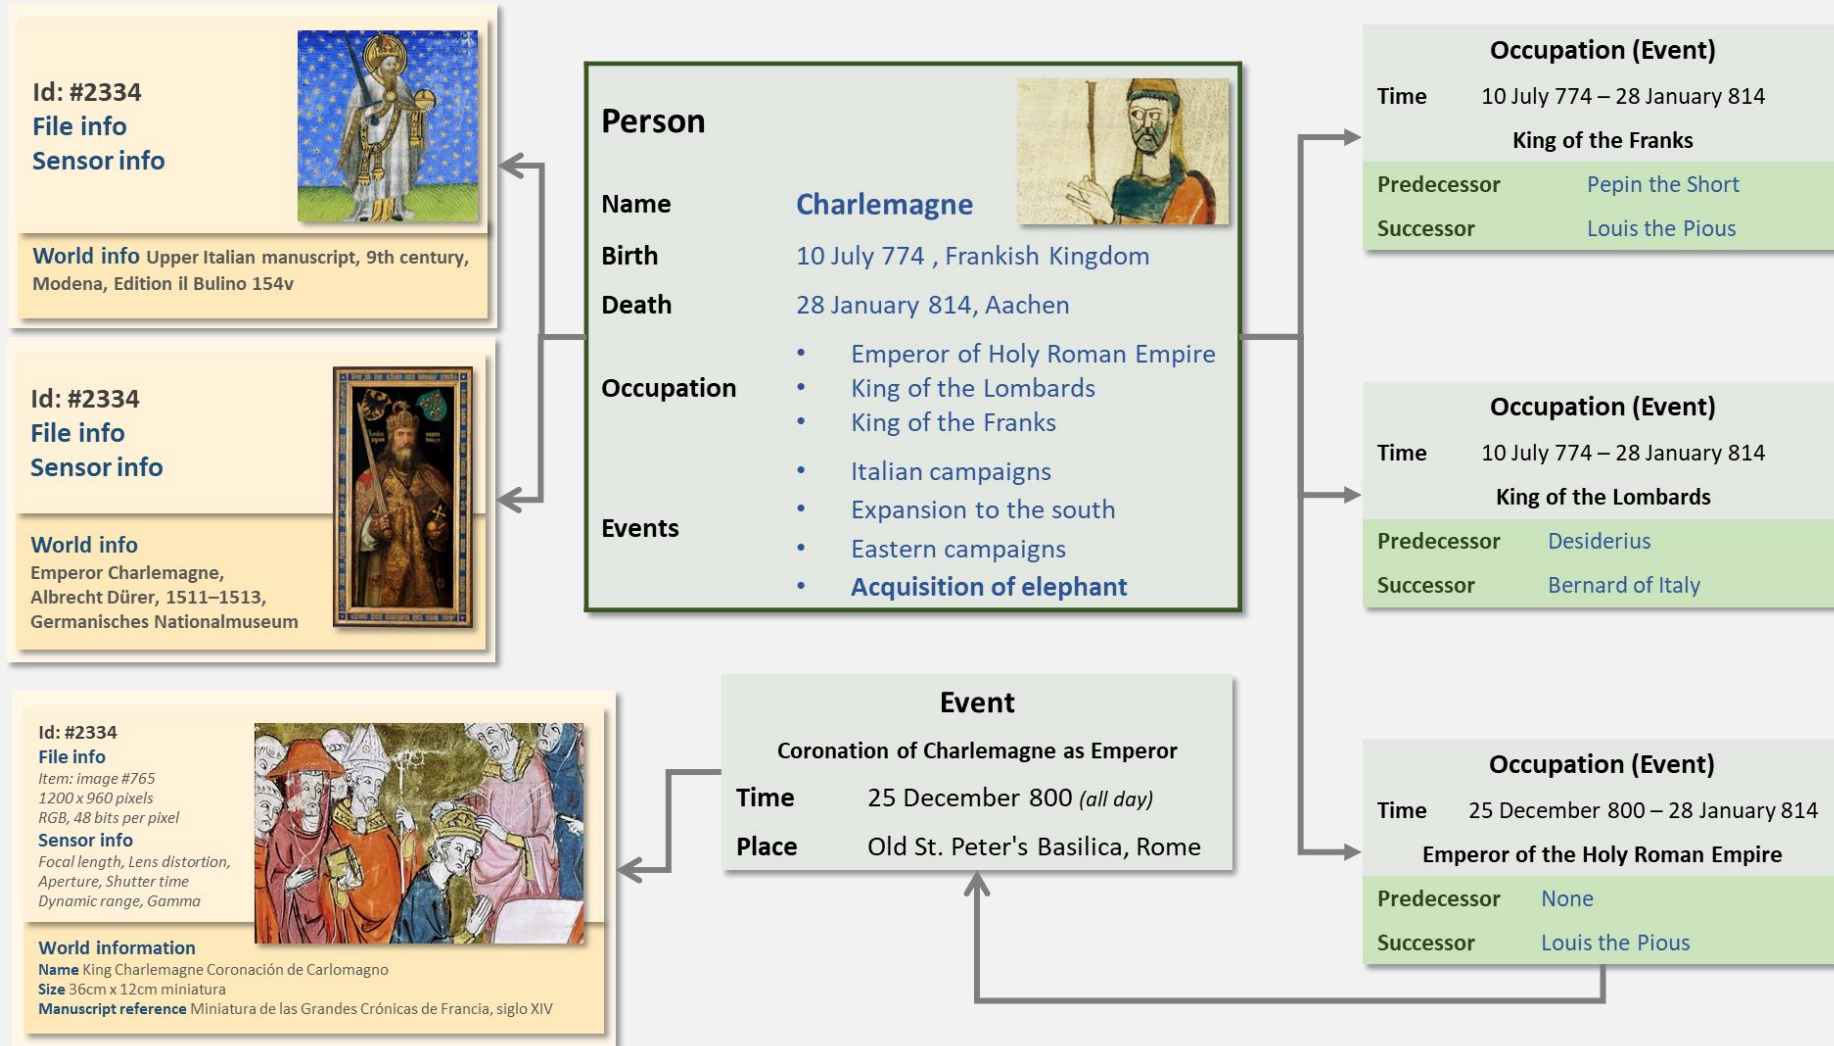 Id: #2334
File info
Sensor info
World info Upper Italian manuscript, 9th century,
Modena, Edition il Bulino 154v
Id: #2334
File info
Sensor info
World info
Emperor Charlemagne,
Albrecht Dürer, 1511–1513,
Germanisches Nationalmuseum
Id: #2334
File info
Item: image #765
1200 x 960 pixels
RGB, 48 bits per pixel
Sensor info
Focal length, Lens distortion,
Aperture, Shutter time
Dynamic range, Gamma
World information
Name King Charlemagne Coronación de Carlomagno
Size 36cm x 12cm miniatura
Manuscript reference Miniatura de las Grandes Crónicas de Francia, siglo XIV
Person
Name Charlemagne
Birth 10 July 774 , Frankish Kingdom
Death 28 January 814, Aachen
Occupation
• Emperor of Holy Roman Empire
• King of the Lombards
• King of the Franks
Events
• Italian campaigns
• Expansion to the south
• Eastern campaigns
• Acquisition of elephant
Event
Coronation of Charlemagne as Emperor
Time 25 December 800 (all day)
Place Old St. Peter's Basilica, Rome
Occupation (Event)
Time 10 July 774 – 28 January 814
King of the Franks
Predecessor Pepin the Short
Successor Louis the Pious
Occupation (Event)
Time 10 July 774 – 28 January 814
King of the Lombards
Predecessor Desiderius
Successor Bernard of Italy
Occupation (Event)
Time 25 December 800 – 28 January 814
Emperor of the Holy Roman Empire
Predecessor None
Successor Louis the Pious